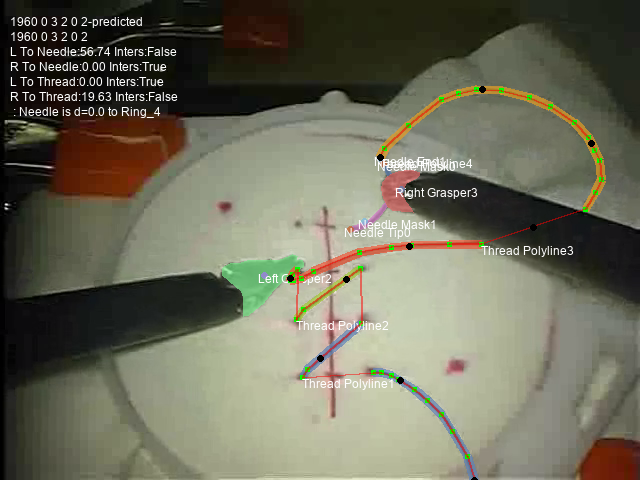 1960 0 3 2 0 2-predicted
1960 0 3 2 0 2
L To Needle:56.74 Inters:False
R To Needle:0.00 Inters:True
L To Thread:0.00 Inters:True
R To Thread:19.63 Inters:False
: Needle is d=0.0 to Ring_4
Right Grasper3
Needle Mask1
Needle Tip0
Thread Polyline3
Thread Polyline2
Thread Polyline1